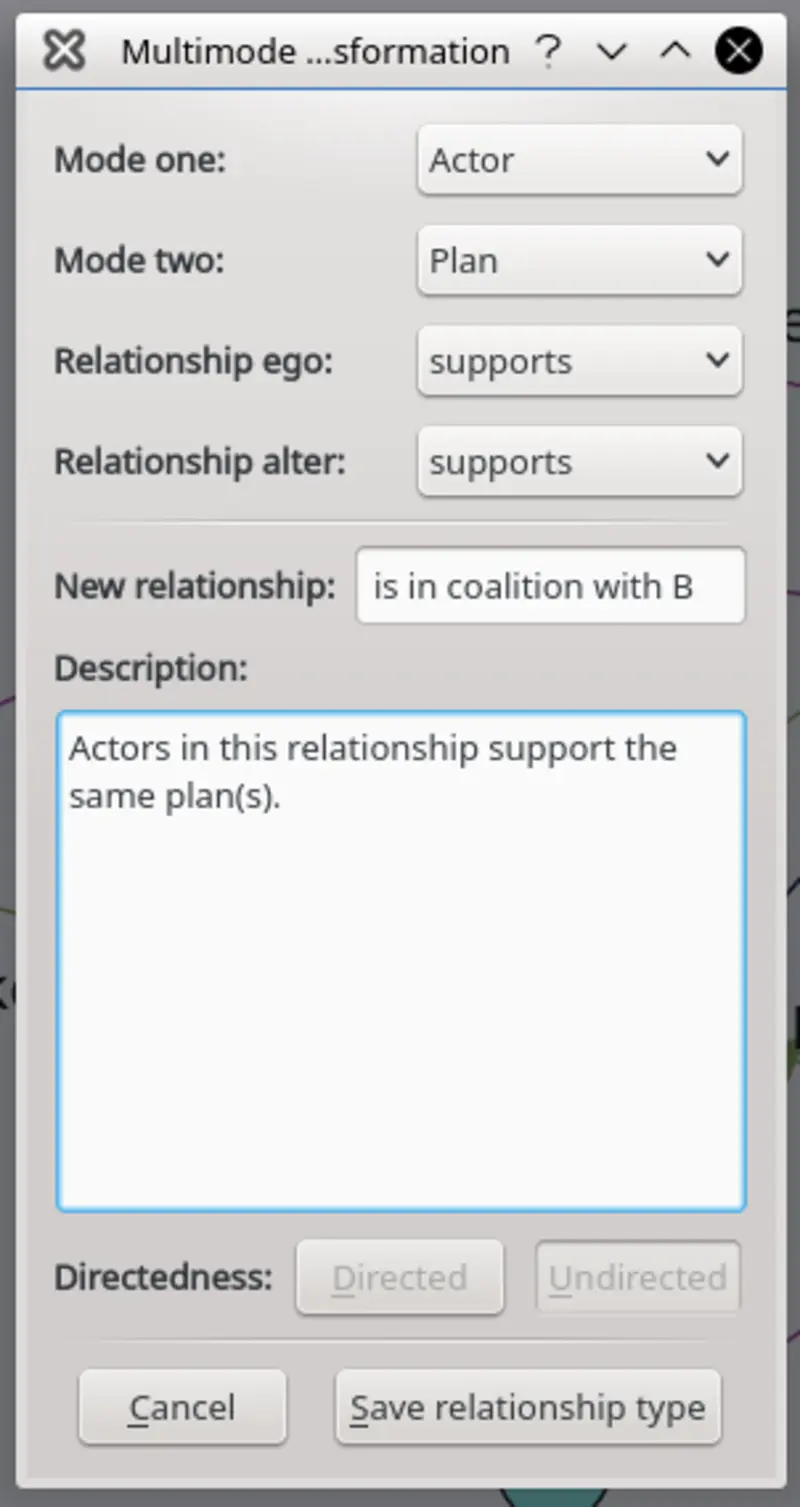 Multimode ...sformation ?
Mode one: Actor
Mode two: Plan
Relationship ego: supports
Relationship alter: supports
New relationship: is in coalition with B
Description:
Actors in this relationship support the
same plan(s).
Directedness: Directed Undirected
Cancel Save relationship type